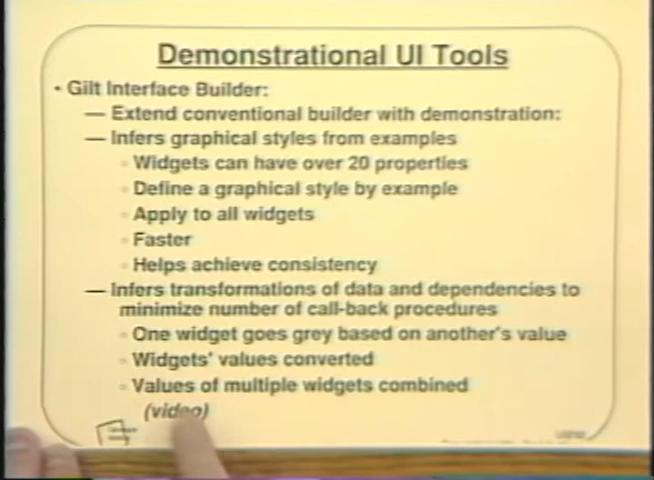 Demonstrational UI Tools
• Gilt Interface Builder:
— Extend conventional builder with demonstration:
— Infers graphical styles from examples
◦ Widgets can have over 20 properties
◦ Define a graphical style by example
◦ Apply to all widgets
◦ Faster
◦ Helps achieve consistency
— Infers transformations of data and dependencies to
minimize number of call-back procedures
◦ One widget goes grey based on another's value
◦ Widgets' values converted
◦ Values of multiple widgets combined
(video)